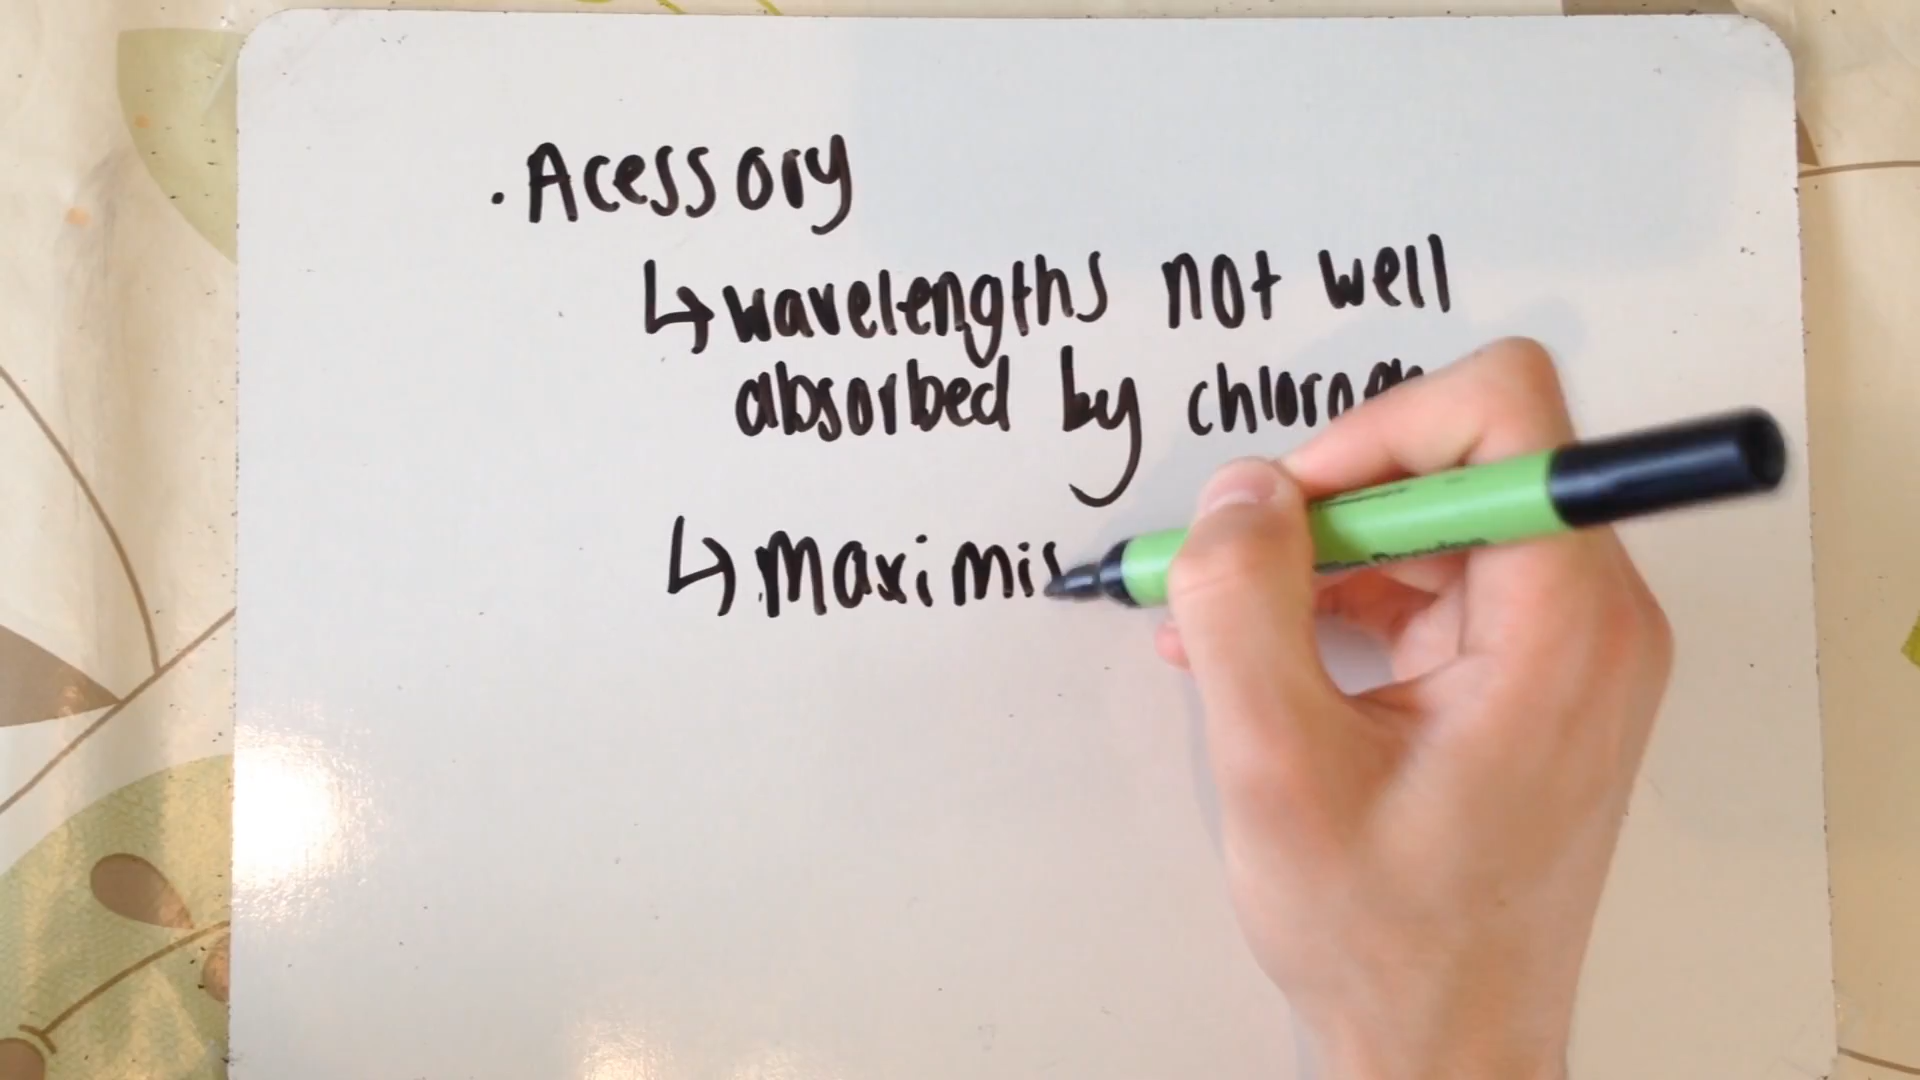 · Acessory
↳ wavelengths not well
absorbed by
↳ Maximis